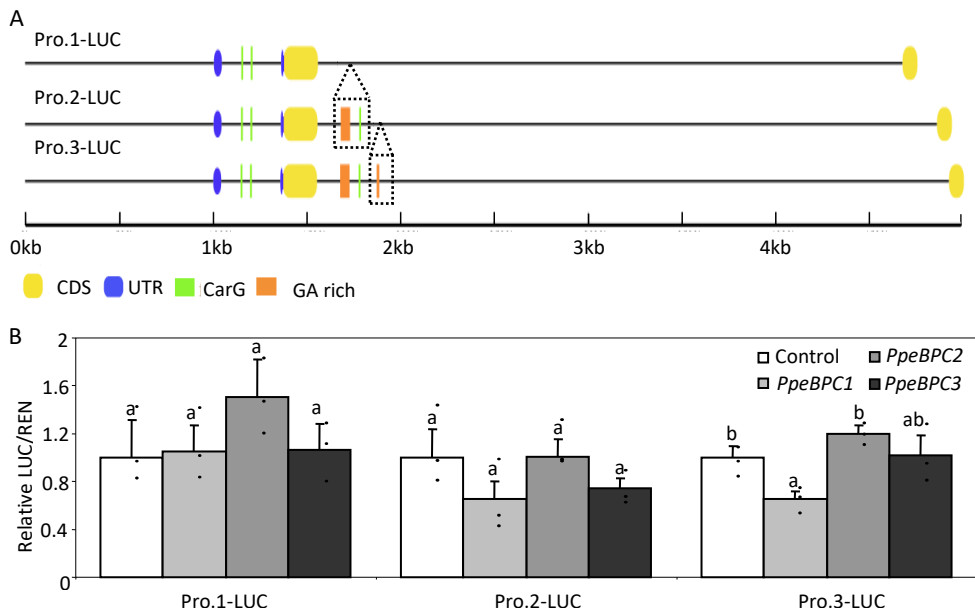 A
Pro.1-LUC
Pro.2-LUC
Pro.3-LUC
0kb 1kb 2kb 3kb 4kb
CDS UTR CarG GA rich
B
Relative LUC/REN
2
1.6
1.2
0.8
0.4
0
Control PpeBPC2
PpeBPC1 PpeBPC3
a a a a
a a a a
b a b ab
Pro.1-LUC Pro.2-LUC Pro.3-LUC